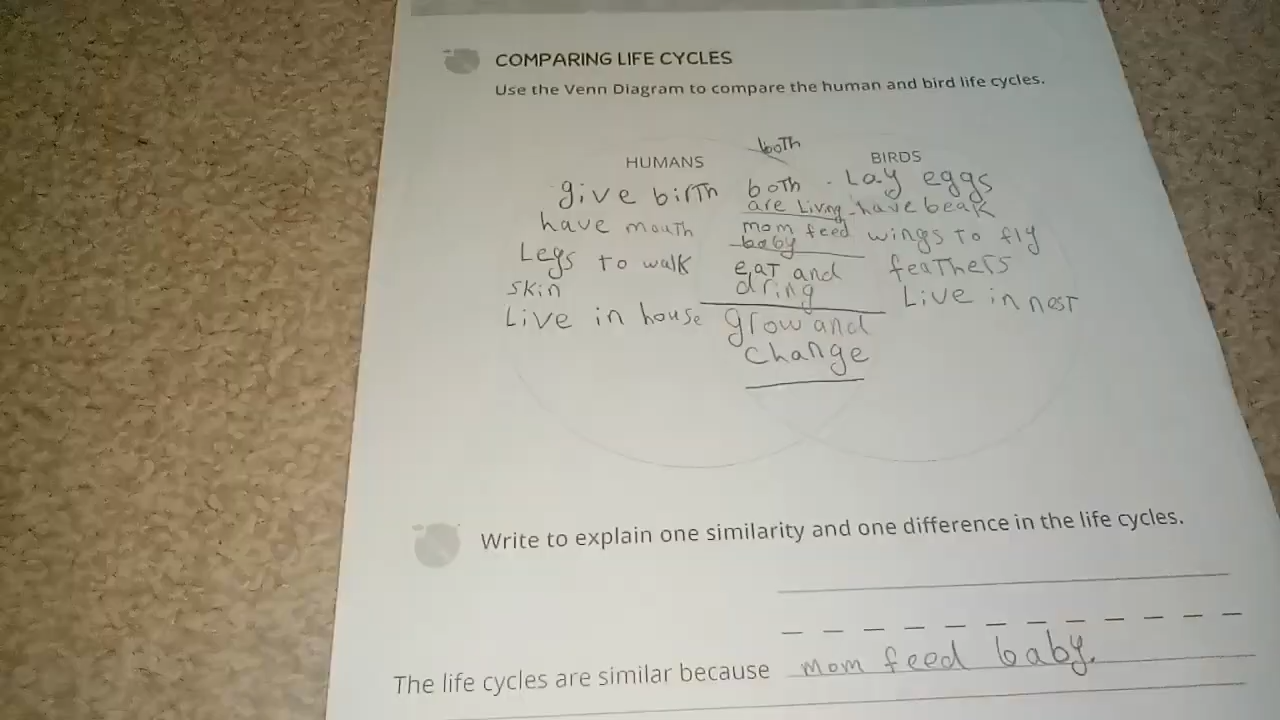 COMPARING LIFE CYCLES
Use the Venn Diagram to compare the human and bird life cycles.
both
HUMANS
give birth
have mouth
Legs to walk
skin
Live in house
both
are Living
mom feed
baby
eat and
dring
grow and
change
BIRDS
- Lay eggs
- have beak
wings to fly
feathers
Live in nest
Write to explain one similarity and one difference in the life cycles.
The life cycles are similar because mom feed baby.